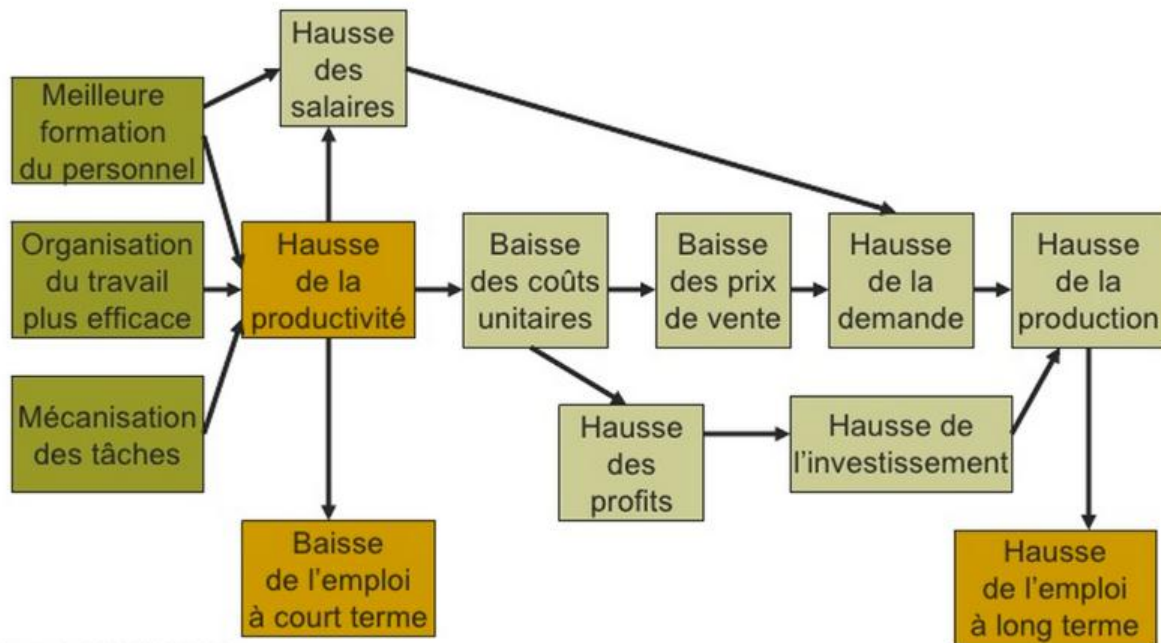 Hausse
des
salaires
Meilleure
formation
du personnel
Organisation
du travail
plus efficace
Hausse
de la
productivité
Baisse
des coûts
unitaires
Baisse
des prix
de vente
Hausse
de la
demande
Hausse
de la
production
Mécanisation
des tâches
Hausse
des
profits
Hausse de
l'investissement
Baisse
de l'emploi
à court terme
Hausse
de l'emploi
à long terme